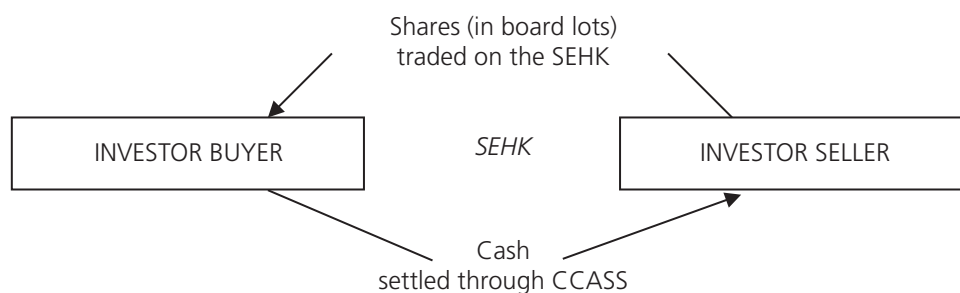 Shares (in board lots)
traded on the SEHK
INVESTOR BUYER
SEHK
INVESTOR SELLER
Cash
settled through CCASS